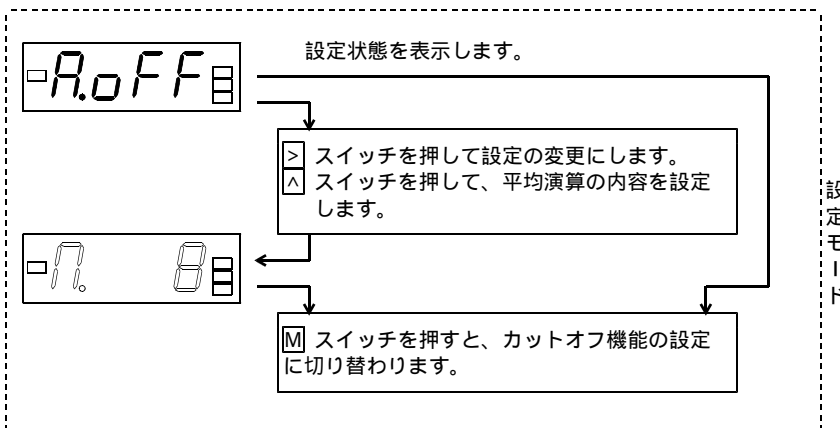 設定状態を表示します。
A.oFF
> スイッチを押して設定の変更にします。
∧ スイッチを押して、平均演算の内容を設定
します。
設定モード
n. 8
M スイッチを押すと、カットオフ機能の設定
に切り替わります。